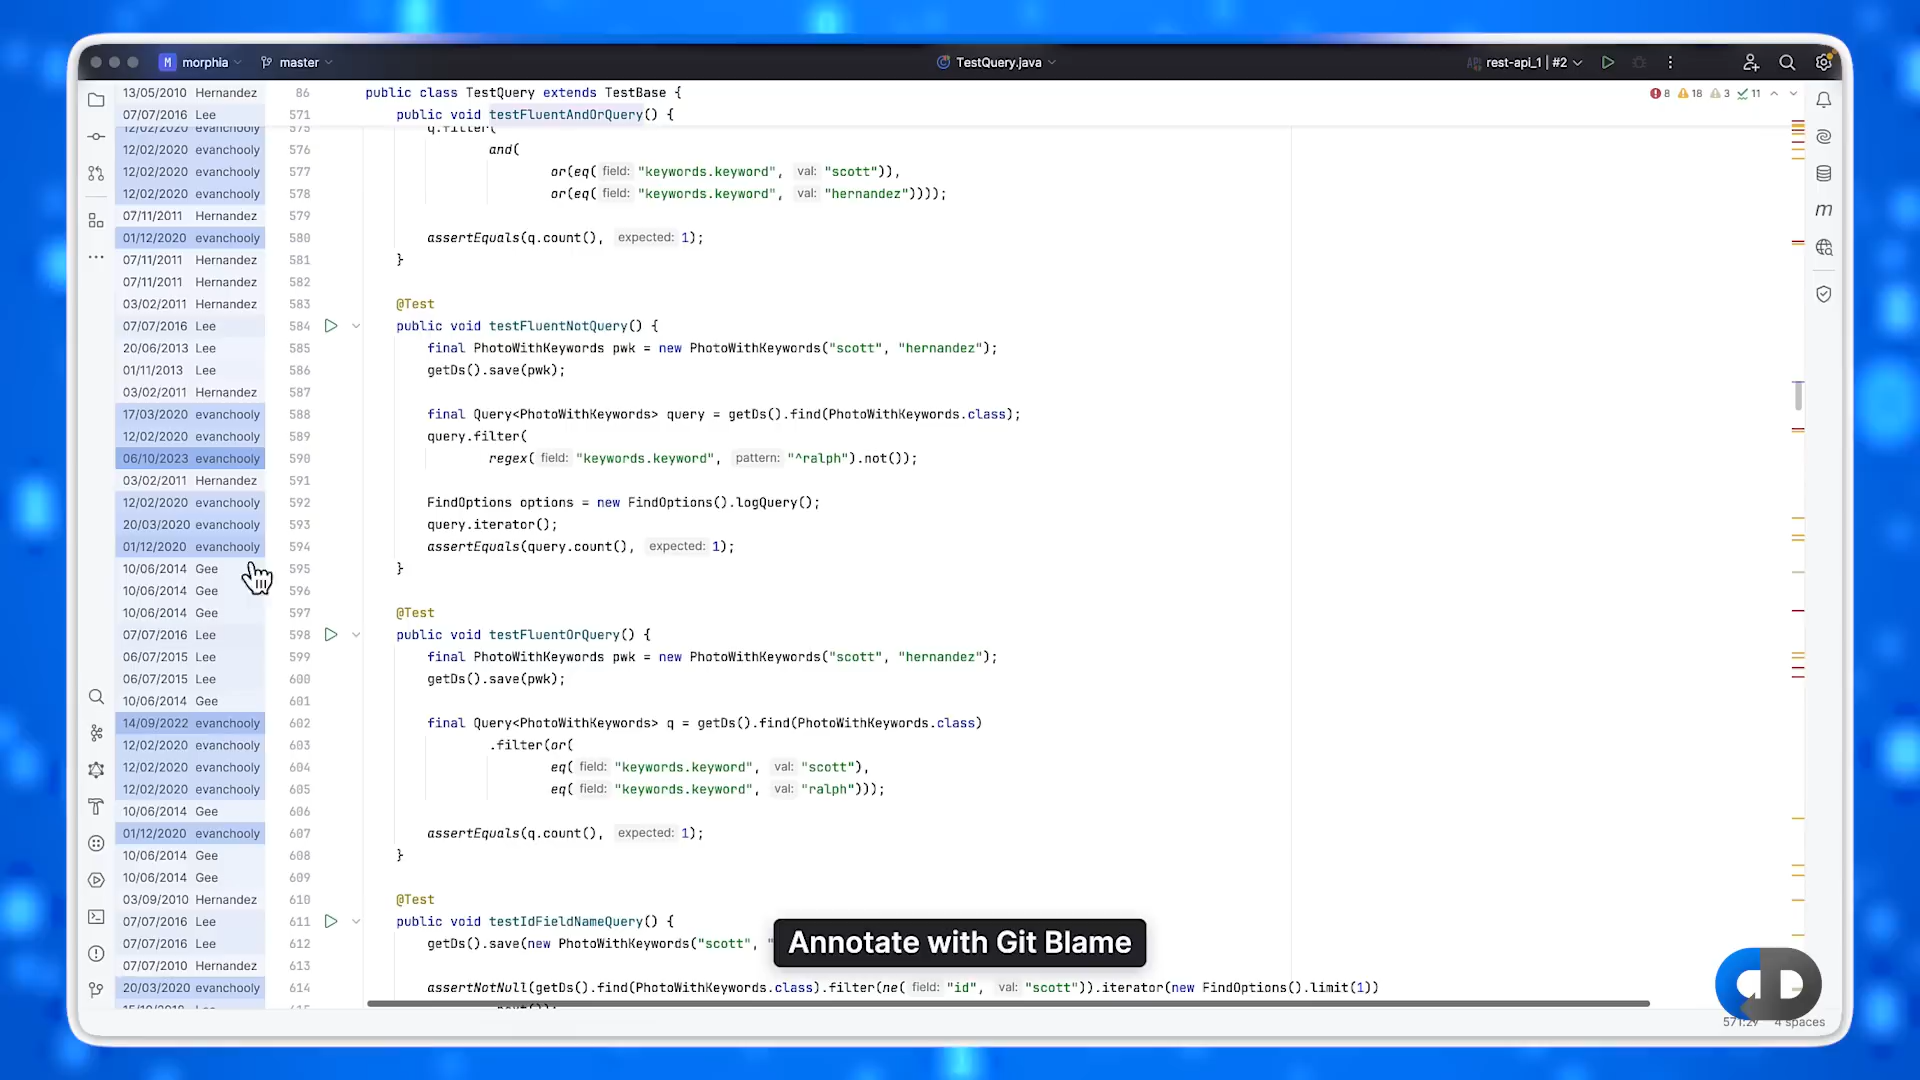 M morphia master TestQuery.java rest-api_1 | #2
13/05/2010 Hernandez 86 public class TestQuery extends TestBase { 8 18 3 11
07/07/2016 Lee 571 public void testFluentAndOrQuery() {
12/02/2020 evanchooly 575 q.filter(
12/02/2020 evanchooly 576 and(
12/02/2020 evanchooly 577 or(eq( field: "keywords.keyword", val: "scott")),
12/02/2020 evanchooly 578 or(eq( field: "keywords.keyword", val: "hernandez"))));
07/11/2011 Hernandez 579
01/12/2020 evanchooly 580 assertEquals(q.count(), expected: 1);
07/11/2011 Hernandez 581 }
07/11/2011 Hernandez 582
03/02/2011 Hernandez 583 @Test
07/07/2016 Lee 584 public void testFluentNotQuery() {
20/06/2013 Lee 585 final PhotoWithKeywords pwk = new PhotoWithKeywords("scott", "hernandez");
01/11/2013 Lee 586 getDs().save(pwk);
03/02/2011 Hernandez 587
17/03/2020 evanchooly 588 final Query<PhotoWithKeywords> query = getDs().find(PhotoWithKeywords.class);
12/02/2020 evanchooly 589 query.filter(
06/10/2023 evanchooly 590 regex( field: "keywords.keyword", pattern: "^ralph").not());
03/02/2011 Hernandez 591
12/02/2020 evanchooly 592 FindOptions options = new FindOptions().logQuery();
20/03/2020 evanchooly 593 query.iterator();
01/12/2020 evanchooly 594 assertEquals(query.count(), expected: 1);
10/06/2014 Gee 595 }
10/06/2014 Gee 596
10/06/2014 Gee 597 @Test
07/07/2016 Lee 598 public void testFluentOrQuery() {
06/07/2015 Lee 599 final PhotoWithKeywords pwk = new PhotoWithKeywords("scott", "hernandez");
06/07/2015 Lee 600 getDs().save(pwk);
10/06/2014 Gee 601
14/09/2022 evanchooly 602 final Query<PhotoWithKeywords> q = getDs().find(PhotoWithKeywords.class)
12/02/2020 evanchooly 603 .filter(or(
12/02/2020 evanchooly 604 eq( field: "keywords.keyword", val: "scott"),
12/02/2020 evanchooly 605 eq( field: "keywords.keyword", val: "ralph")));
10/06/2014 Gee 606
01/12/2020 evanchooly 607 assertEquals(q.count(), expected: 1);
10/06/2014 Gee 608 }
10/06/2014 Gee 609
03/09/2010 Hernandez 610 @Test
07/07/2016 Lee 611 public void testIdFieldNameQuery() {
07/07/2016 Lee 612 getDs().save(new PhotoWithKeywords("scott", "
Annotate with Git Blame
07/07/2010 Hernandez 613
20/03/2020 evanchooly 614 assertNotNull(getDs().find(PhotoWithKeywords.class).filter(ne( field: "id", val: "scott")).iterator(new FindOptions().limit(1))
571:29 4 spaces